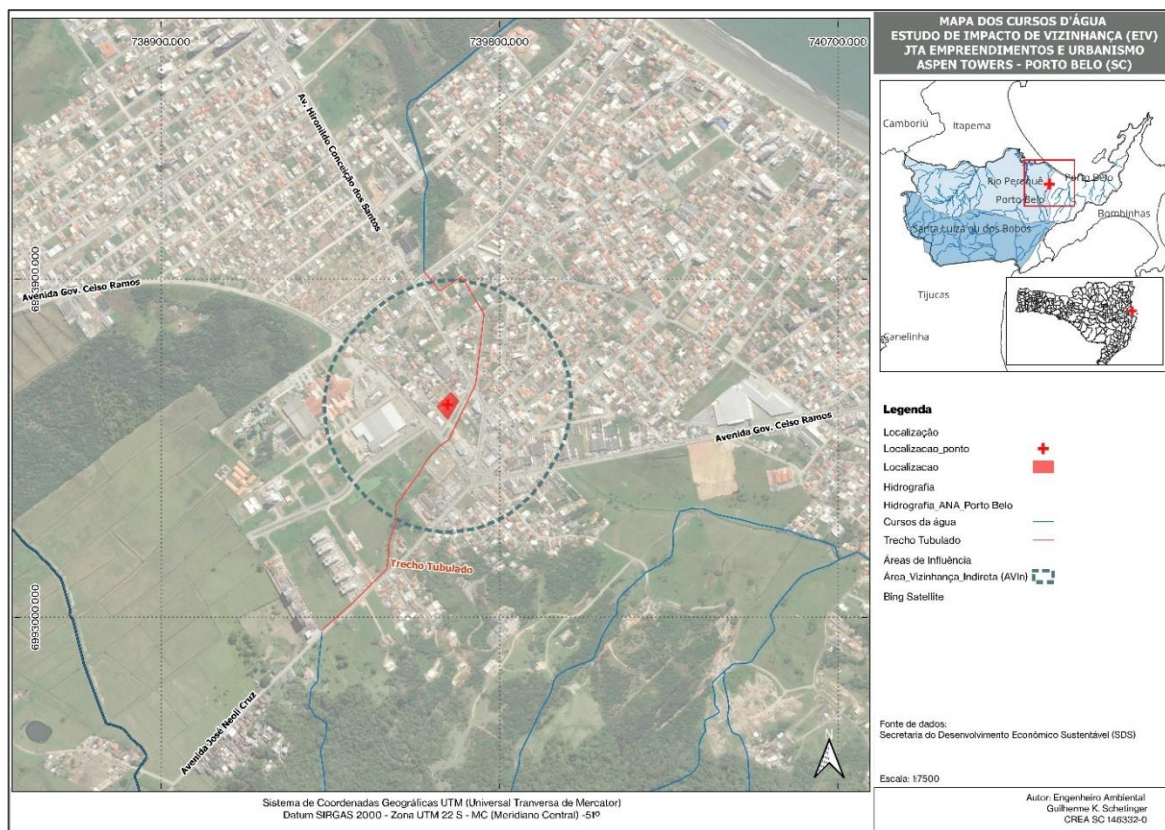 738900.000
739800.000
740700.000
6993900.000
6993000.000
Av. Hironildo Conceição dos Santos
Avenida Gov. Celso Ramos
Avenida Gov. Celso Ramos
Trecho Tubulado
Avenida José Neoli Cruz
Sistema de Coordenadas Geográficas UTM (Universal Tranversa de Mercator)
Datum SIRGAS 2000 - Zona UTM 22 S - MC (Meridiano Central) -51º
MAPA DOS CURSOS D'ÁGUA
ESTUDO DE IMPACTO DE VIZINHANÇA (EIV)
JTA EMPREENDIMENTOS E URBANISMO
ASPEN TOWERS - PORTO BELO (SC)
Camboriú
Itapema
Rio Perequê
Porto Belo
Porto Belo
Bombinhas
Santa Luiza ou dos Bobos
Tijucas
Canelinha
Legenda
Localização
Localizacao_ponto
Localizacao
Hidrografia
Hidrografia_ANA_Porto Belo
Cursos da água
Trecho Tubulado
Áreas de Influência
Área_Vizinhança_Indireta (AVIn)
Bing Satellite
Fonte de dados:
Secretaria do Desenvolvimento Econômico Sustentável (SDS)
Escala: 1:7500
Autor: Engenheiro Ambiental
Guilherme K. Schelinger
CREA SC 148332-0